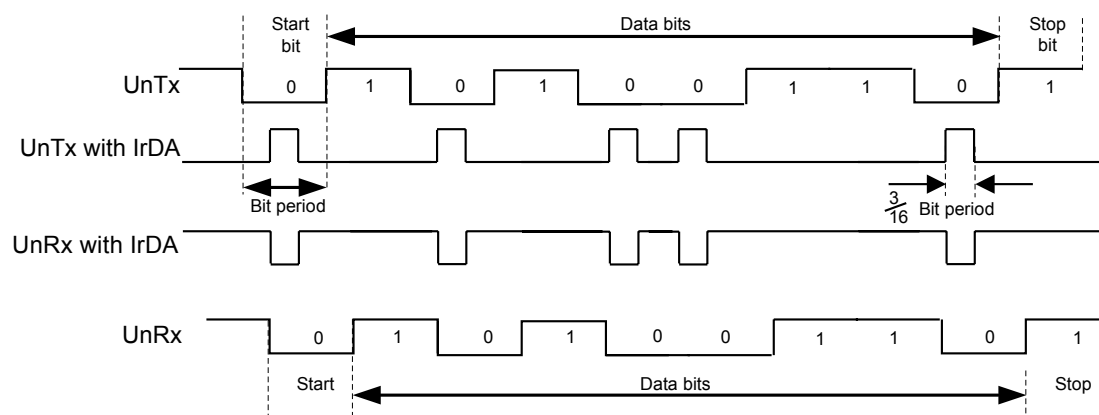 Start bit
Data bits
Stop bit
UnTx
0 1 0 1 0 0 1 1 0 1
UnTx with IrDA
Bit period
3/16 Bit period
UnRx with IrDA
UnRx
0 1 0 1 0 0 1 1 0 1
Start
Data bits
Stop